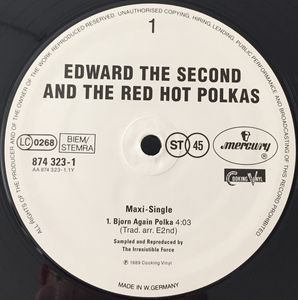 1
ALL RIGHTS OF THE PRODUCER AND OF THE OWNER OF THE WORK REPRODUCED RESERVED. UNAUTHORISED COPYING, HIRING, LENDING, PUBLIC PERFORMANCE AND BROADCASTING OF THIS RECORD PROHIBITED
EDWARD THE SECOND
AND THE RED HOT POLKAS
LC 0268
BIEM/
STEMRA
ST 45
mercury
874 323-1
AA 874 323-1.1Y
COOKING VINYL
Maxi-Single
1. Bjorn Again Polka 4:03
(Trad. arr. E2nd)
Sampled and Reproduced by
The Irresistible Force
℗ 1989 Cooking Vinyl
MADE IN W.GERMANY